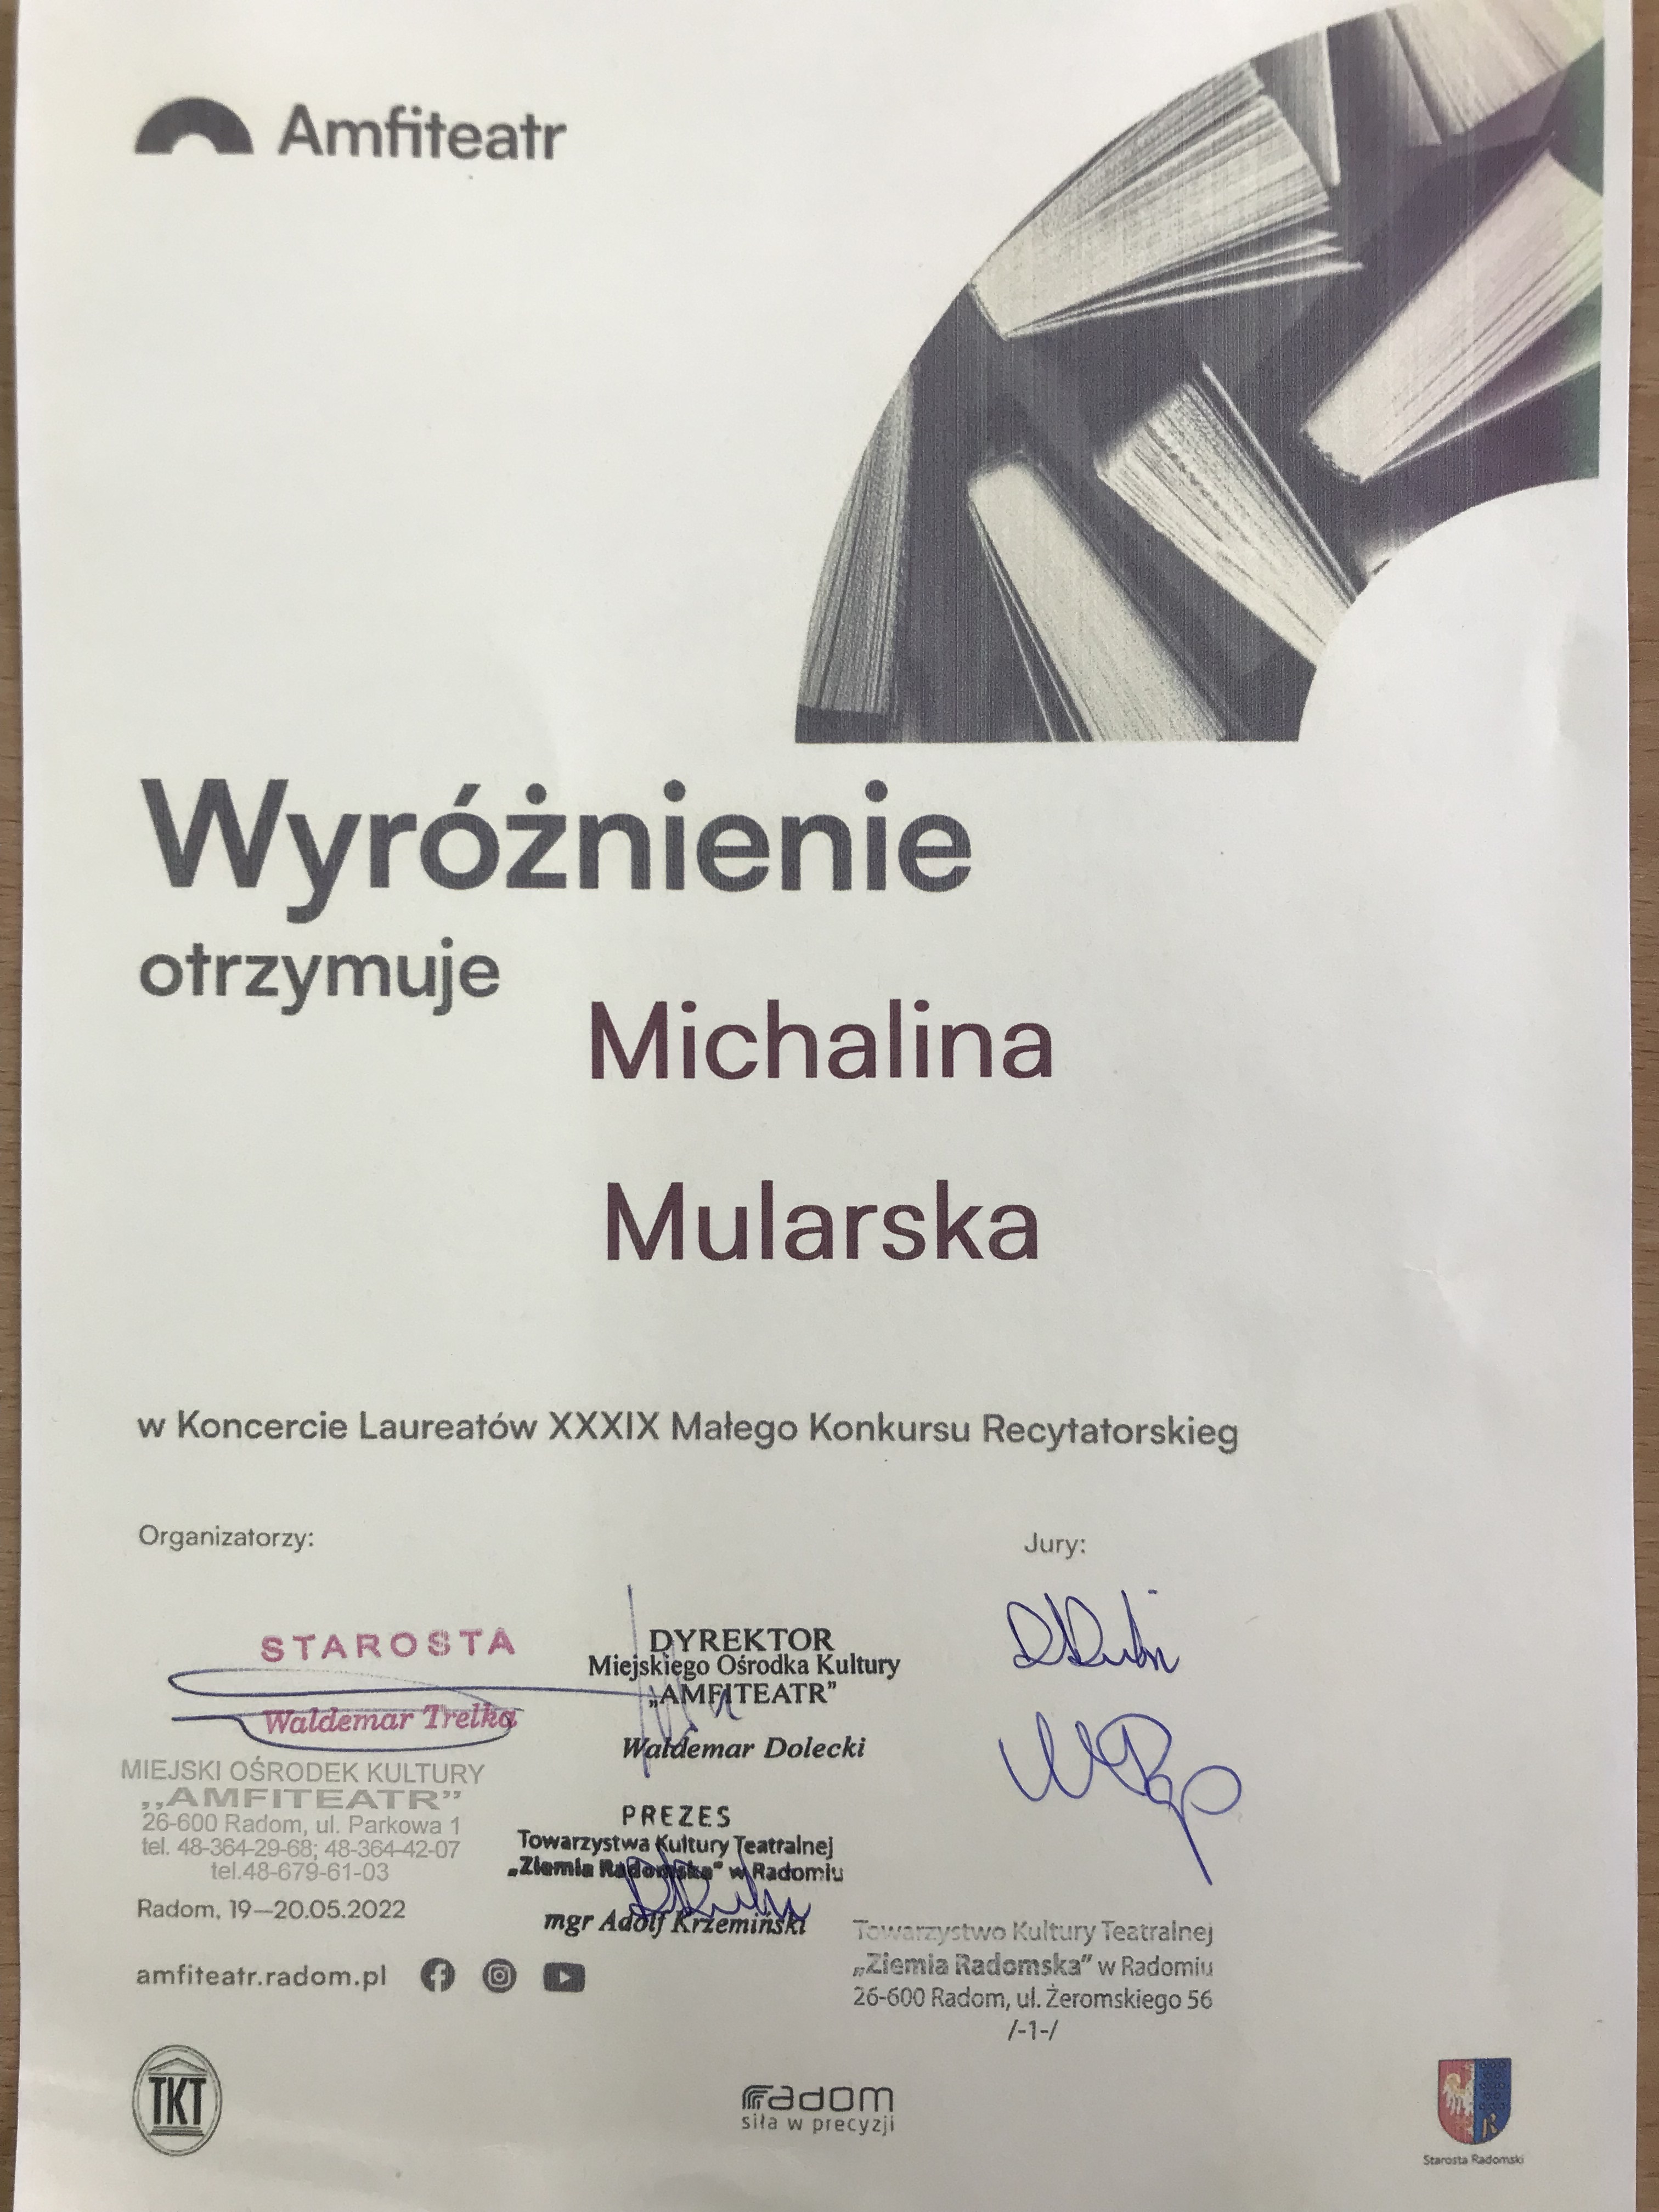 Amfiteatr
Wyróżnienie
otrzymuje
Michalina
Mularska
w Koncercie Laureatów XXXIX Małego Konkursu Recytatorskieg
Organizatorzy:
Jury:
STAROSTA
Waldemar Trelka
DYREKTOR
Miejskiego Ośrodka Kultury
„AMFITEATR”
Waldemar Dolecki
MIEJSKI OŚRODEK KULTURY
„AMFITEATR”
26-600 Radom, ul. Parkowa 1
tel. 48-364-29-68; 48-364-42-07
tel.48-679-61-03
PREZES
Towarzystwa Kultury Teatralnej
„Ziemia Radomska” w Radomiu
mgr Adolf Krzemiński
Radom, 19—20.05.2022
Towarzystwo Kultury Teatralnej
„Ziemia Radomska” w Radomiu
26-600 Radom, ul. Żeromskiego 56
/-1-/
amfiteatr.radom.pl
TKT
radom
siła w precyzji
R
Starosta Radomski